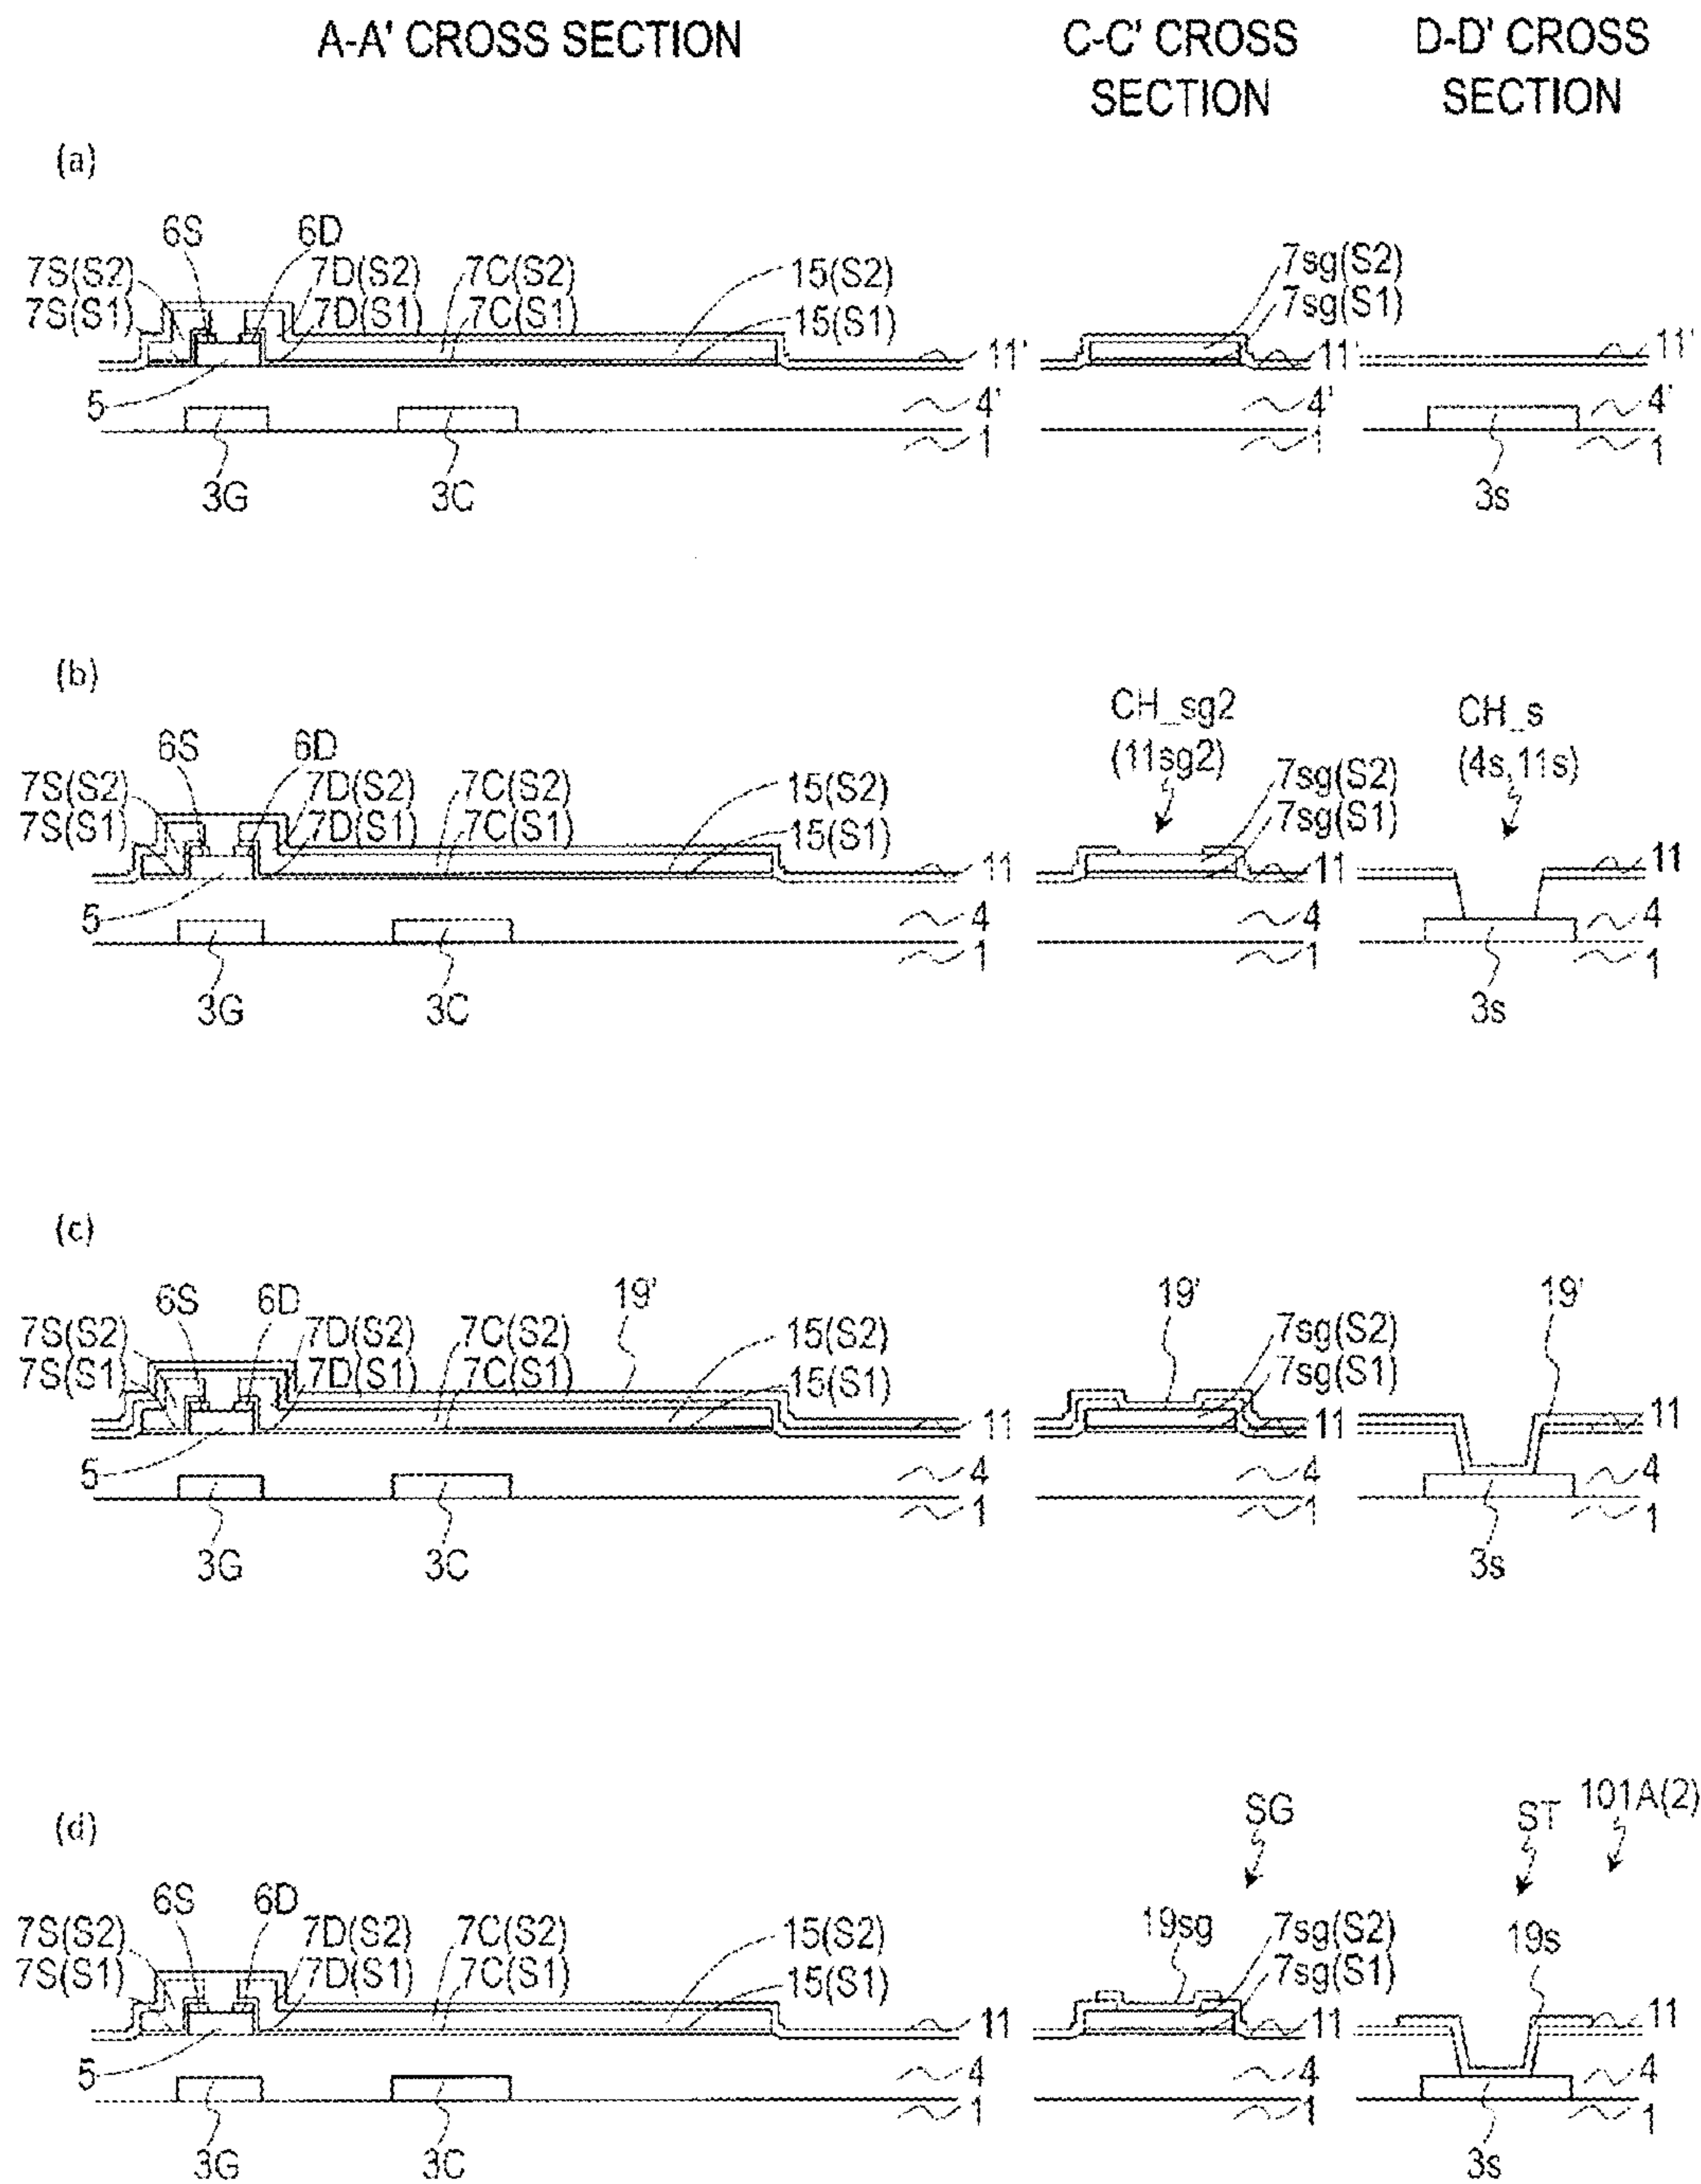 A-A' CROSS SECTION
C-C' CROSS
SECTION
D-D' CROSS
SECTION
(a)
6S
6D
7S(S2)
7S(S1)
7D(S2)
7D(S1)
7C(S2)
7C(S1)
15(S2)
15(S1)
11'
5
4'
1
3G
3C
7sg(S2)
7sg(S1)
11'
4'
1
11'
4'
1
3s
(b)
6S
6D
7S(S2)
7S(S1)
7D(S2)
7D(S1)
7C(S2)
7C(S1)
15(S2)
15(S1)
11
5
4
1
3G
3C
CH_sg2
(11sg2)
7sg(S2)
7sg(S1)
11
4
1
CH_s
(4s, 11s)
11
4
1
3s
(c)
6S
6D
19'
7S(S2)
7S(S1)
7D(S2)
7D(S1)
7C(S2)
7C(S1)
15(S2)
15(S1)
11
5
4
1
3G
3C
19'
7sg(S2)
7sg(S1)
11
4
1
19'
11
4
1
3s
(d)
6S
6D
7S(S2)
7S(S1)
7D(S2)
7D(S1)
7C(S2)
7C(S1)
15(S2)
15(S1)
11
5
4
1
3G
3C
SG
19sg
7sg(S2)
7sg(S1)
11
4
1
ST
101A(2)
19s
11
4
1
3s